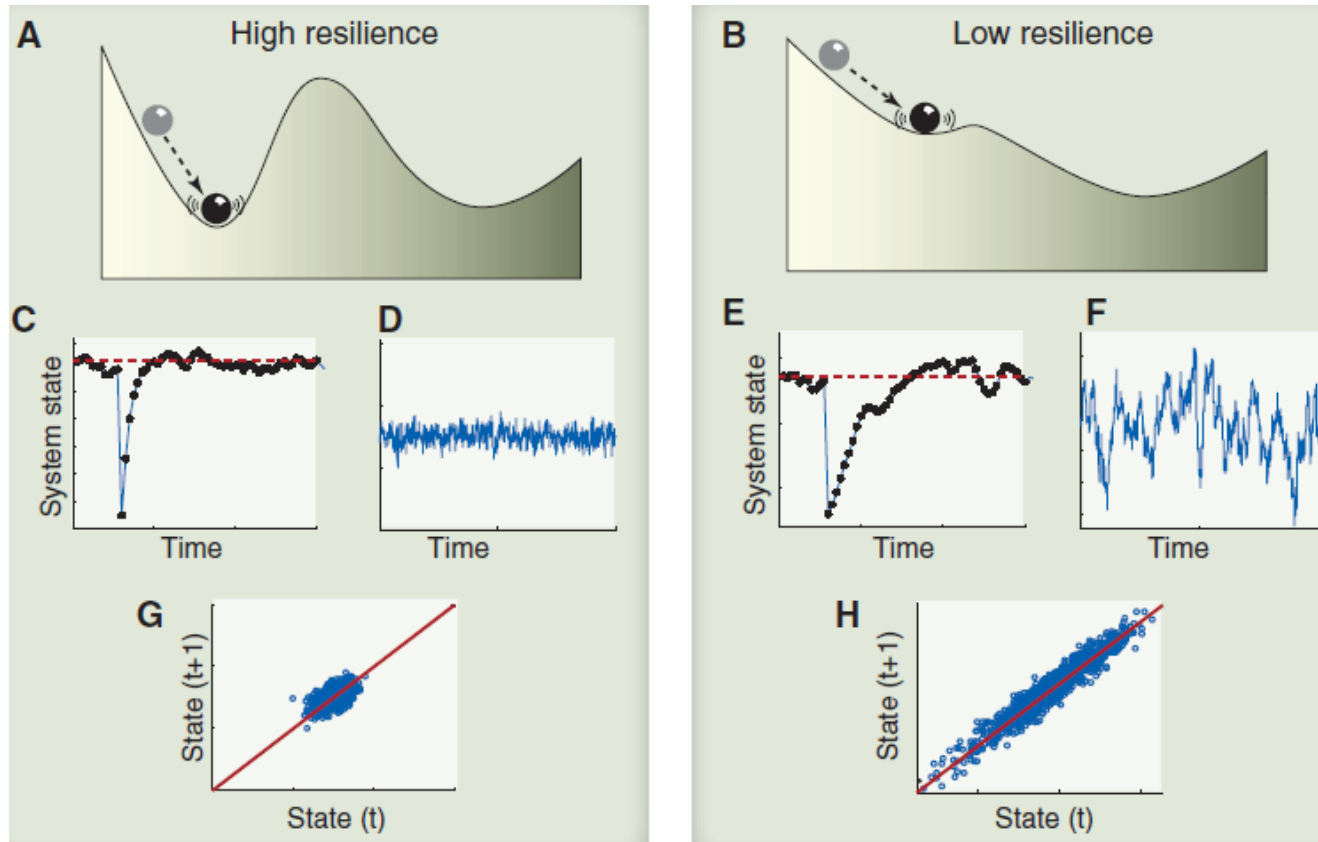 A
High resilience
B
Low resilience
C
D
System state
Time
Time
E
F
System state
Time
Time
G
State (t+1)
State (t)
H
State (t+1)
State (t)